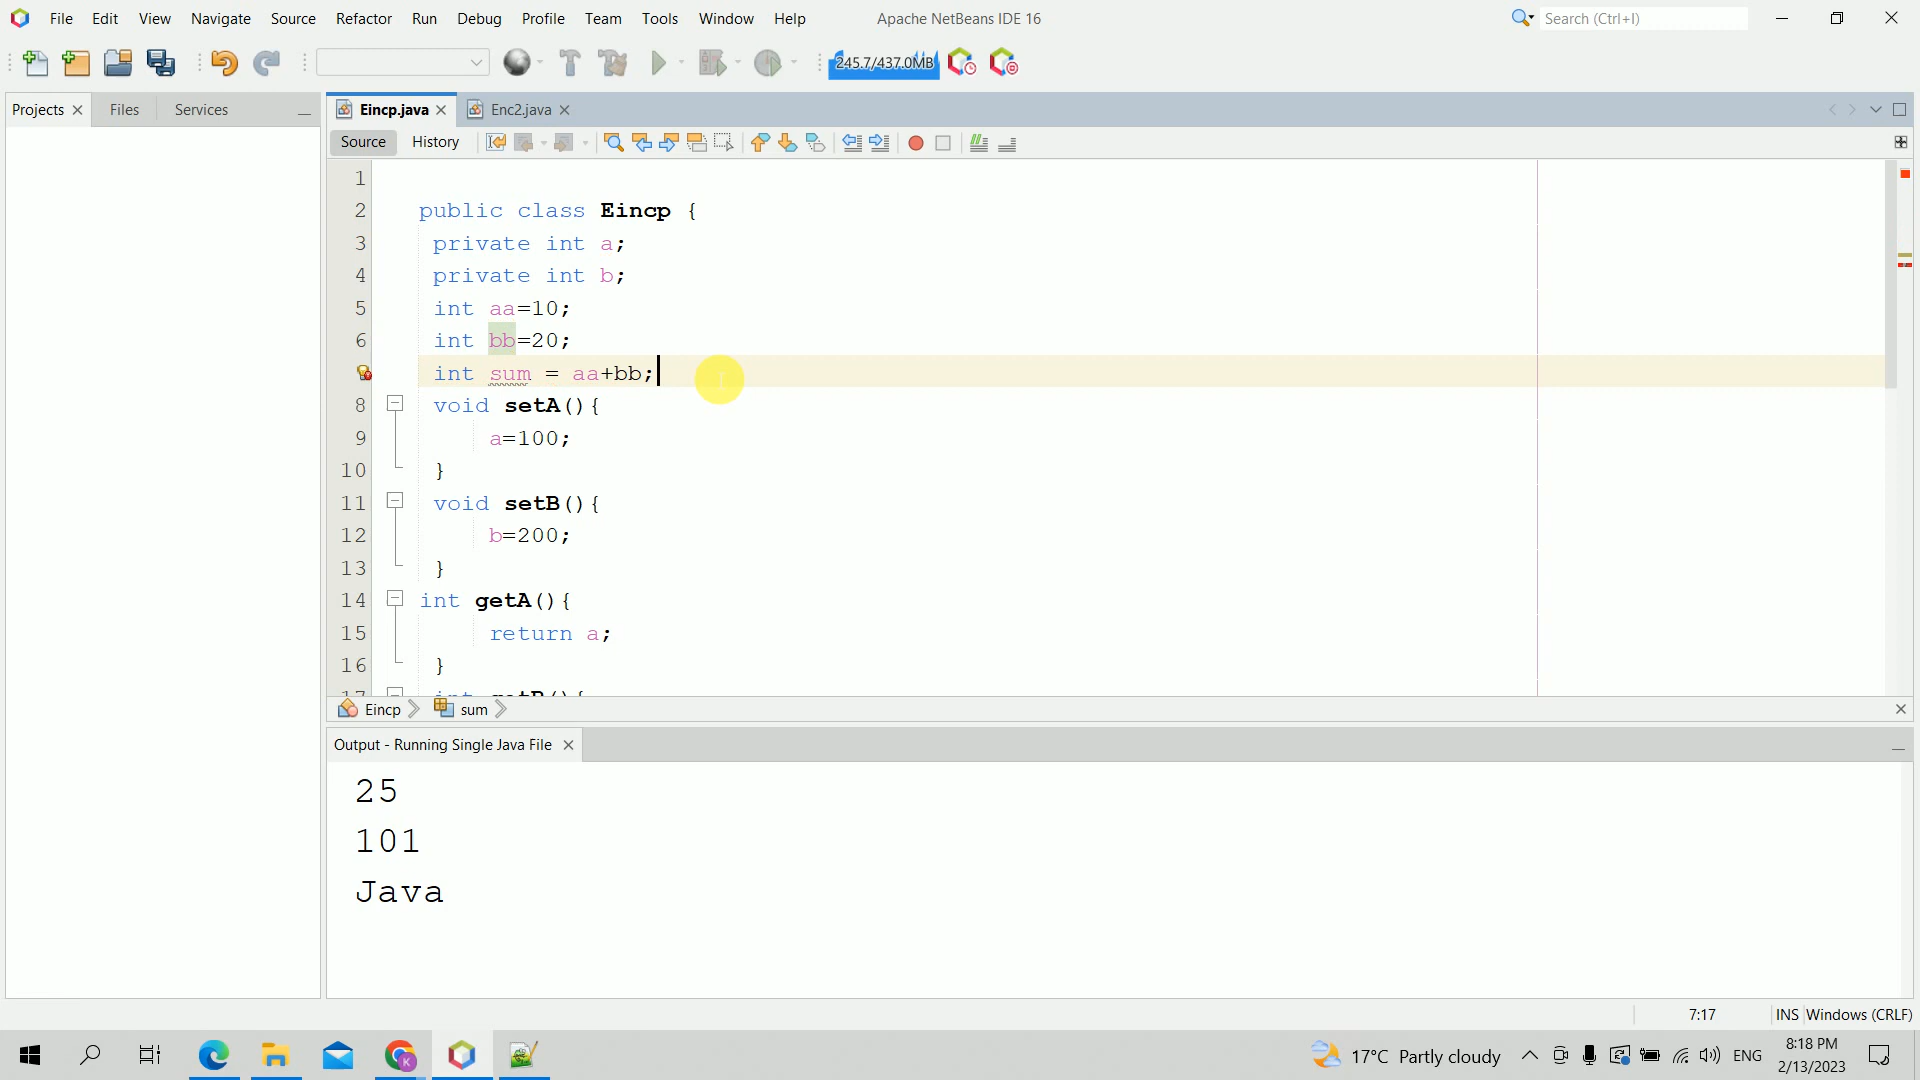 File Edit View Navigate Source Refactor Run Debug Profile Team Tools Window Help Apache NetBeans IDE 16 Search (Ctrl+I)
245.7/437.0MB
Projects Files Services Eincp.java Enc2.java
Source History
1
2 public class Eincp {
3 private int a;
4 private int b;
5 int aa=10;
6 int bb=20;
int sum = aa+bb;
8 void setA(){
9 a=100;
10 }
11 void setB(){
12 b=200;
13 }
14 int getA(){
15 return a;
16 }
17 int getB(){
Eincp sum
Output - Running Single Java File
25
101
Java
7:17 INS Windows (CRLF)
17°C Partly cloudy ENG 8:18 PM
2/13/2023